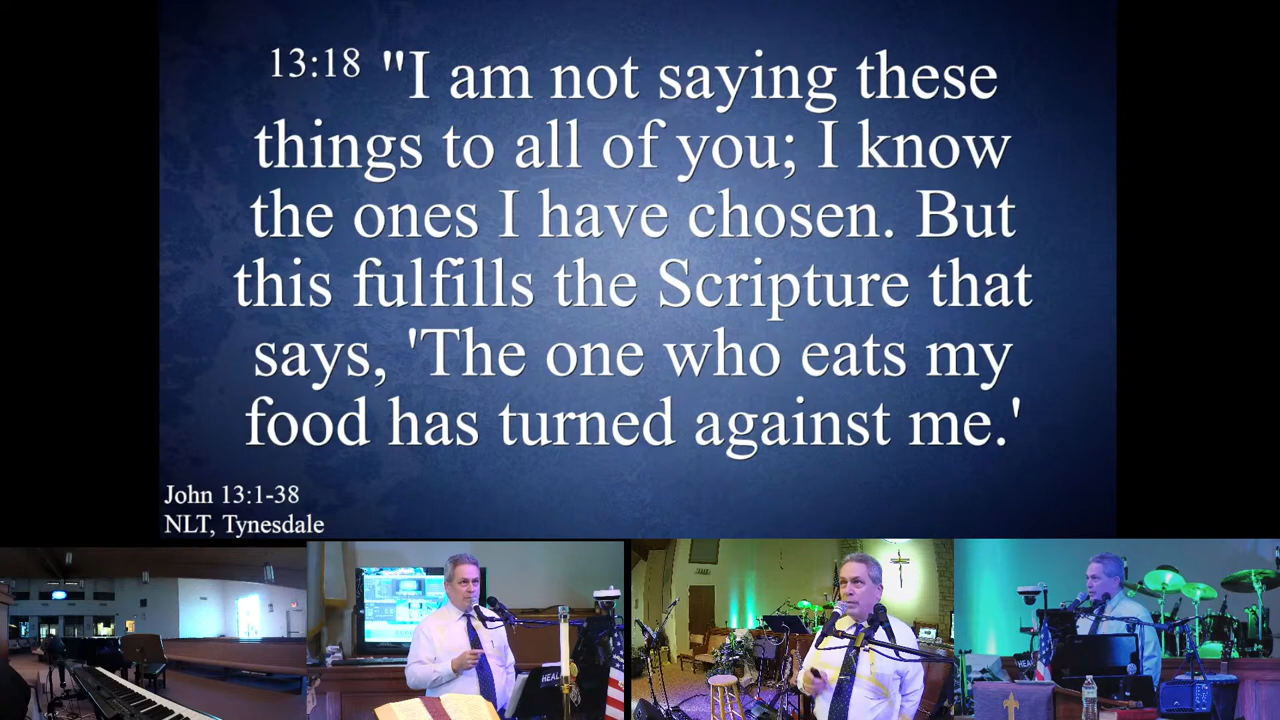 13:18 "I am not saying these
things to all of you; I know
the ones I have chosen. But
this fulfills the Scripture that
says, 'The one who eats my
food has turned against me.'
John 13:1-38
NLT, Tynesdale
HEAL
HEAL